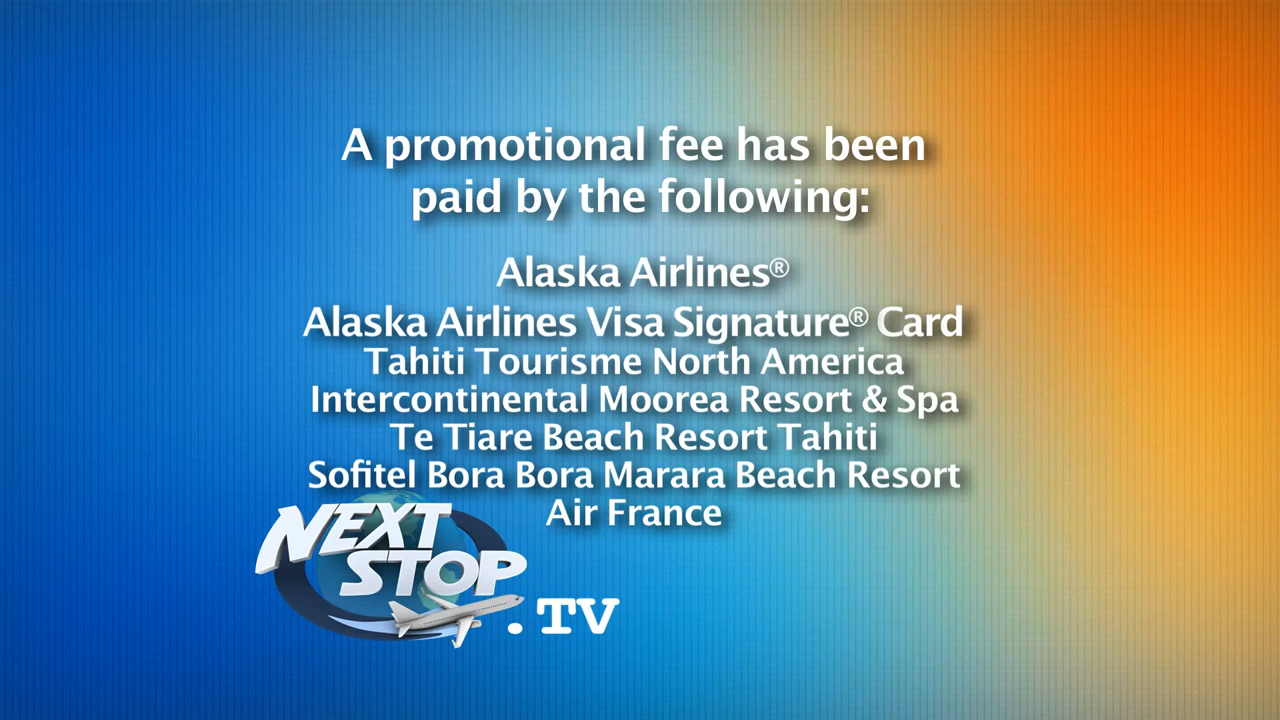 A promotional fee has been
paid by the following:
Alaska Airlines®
Alaska Airlines Visa Signature® Card
Tahiti Tourisme North America
Intercontinental Moorea Resort & Spa
Te Tiare Beach Resort Tahiti
Sofitel Bora Bora Marara Beach Resort
Air France
NEXT
STOP
.TV